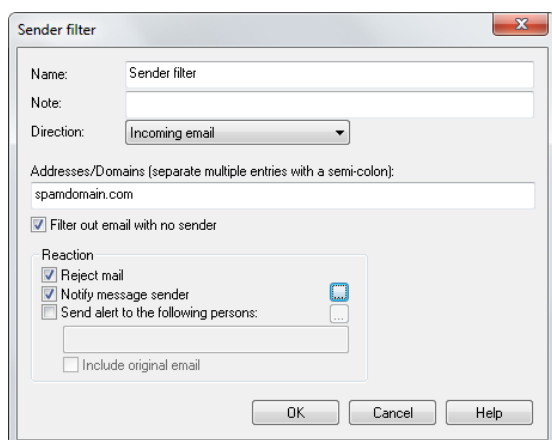 Sender filter
Name: Sender filter
Note:
Direction: Incoming email
Addresses/Domains (separate multiple entries with a semi-colon):
spamdomain.com
Filter out email with no sender
Reaction
Reject mail
Notify message sender ...
Send alert to the following persons: ...
Include original email
OK Cancel Help